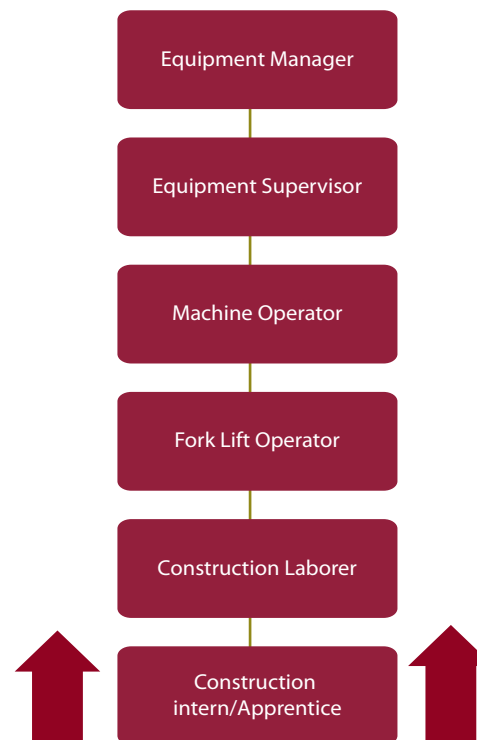 Equipment Manager
Equipment Supervisor
Machine Operator
Fork Lift Operator
Construction Laborer
Construction
intern/Apprentice